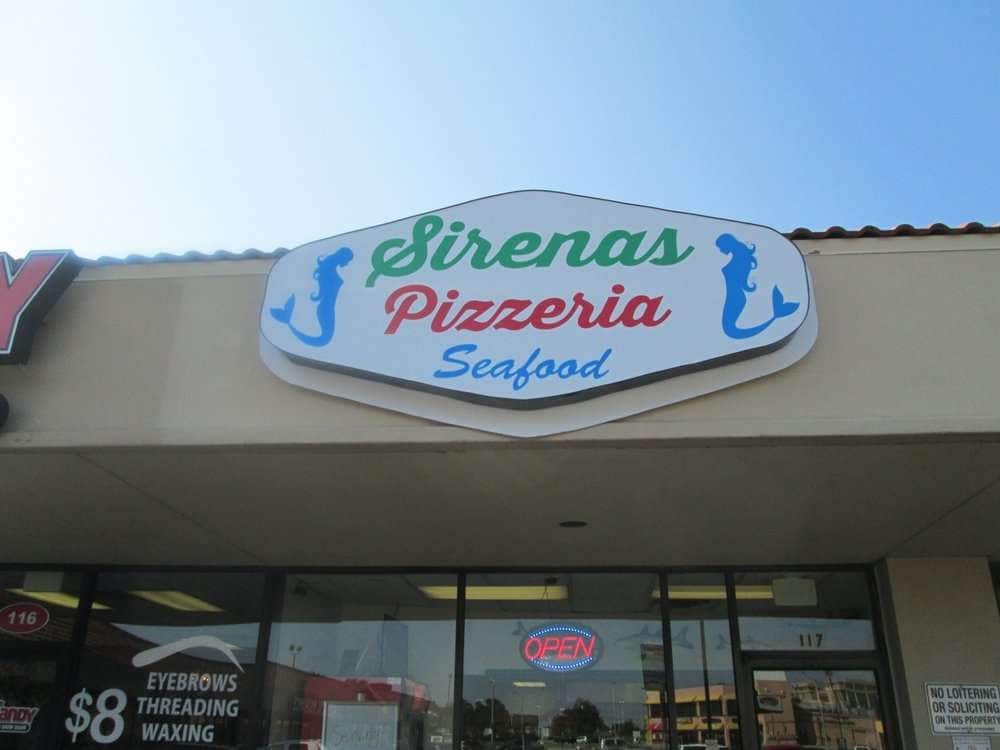 Sirenas
Pizzeria
Seafood
Y
116
EYEBROWS
$8 THREADING
WAXING
OPEN
117
NO LOITERING
OR SOLICITING
ON THIS PROPERTY